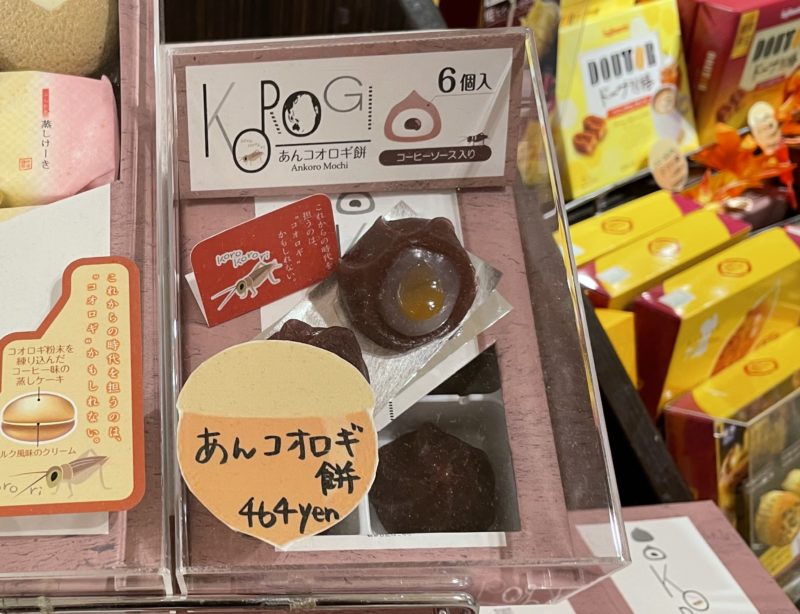 KOROGI
あんコオロギ餅
Ankoro Mochi
6個入
コーヒーソース入り
これからの時代を
担うのは、
"コオロギ"
かもしれない。
Koro Korori
あんコオロギ
餅
464yen
蒸しけーき
これからの時代を担うのは、
"コオロギ"かもしれない。
コオロギ粉末を
練り込んだ
コーヒー味の
蒸しケーキ
ルク風味のクリーム
DOUTOR
ドーナツ棒
DOUTOR